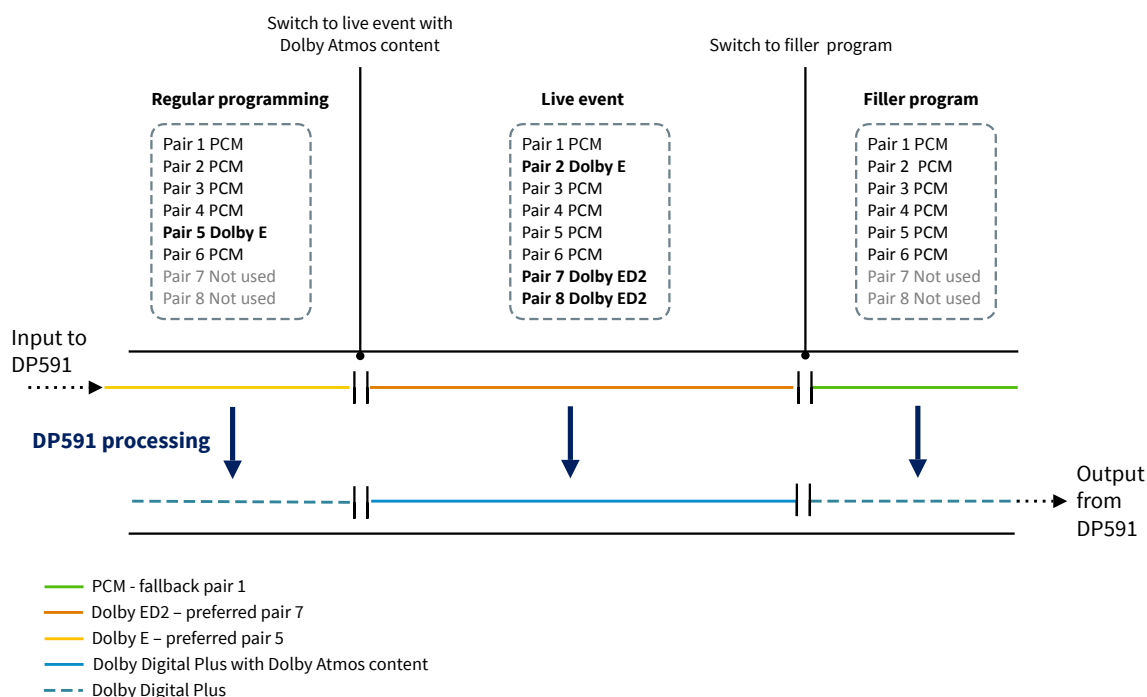 Switch to live event with
Dolby Atmos content
Switch to filler program
Regular programming
Pair 1 PCM
Pair 2 PCM
Pair 3 PCM
Pair 4 PCM
Pair 5 Dolby E
Pair 6 PCM
Pair 7 Not used
Pair 8 Not used
Live event
Pair 1 PCM
Pair 2 Dolby E
Pair 3 PCM
Pair 4 PCM
Pair 5 PCM
Pair 6 PCM
Pair 7 Dolby ED2
Pair 8 Dolby ED2
Filler program
Pair 1 PCM
Pair 2 PCM
Pair 3 PCM
Pair 4 PCM
Pair 5 PCM
Pair 6 PCM
Pair 7 Not used
Pair 8 Not used
Input to
DP591
DP591 processing
Output
from
DP591
PCM - fallback pair 1
Dolby ED2 – preferred pair 7
Dolby E – preferred pair 5
Dolby Digital Plus with Dolby Atmos content
Dolby Digital Plus